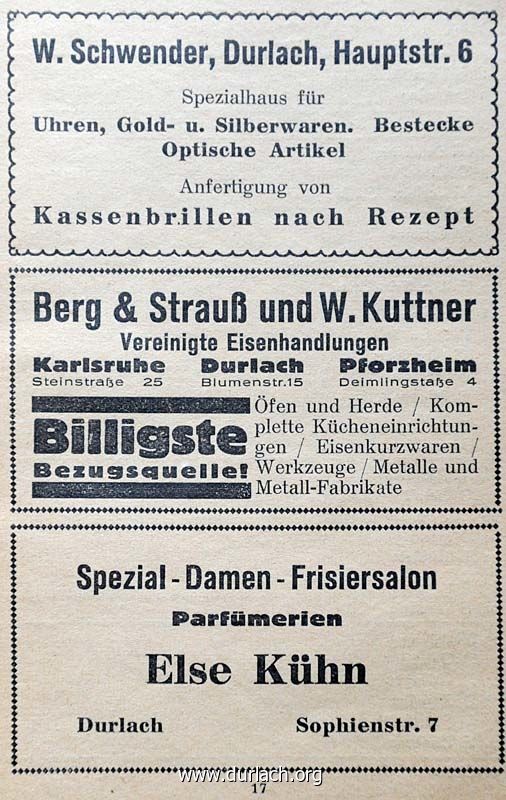 W. Schwender, Durlach, Hauptstr. 6
Spezialhaus für
Uhren, Gold- u. Silberwaren. Bestecke
Optische Artikel
Anfertigung von
Kassenbrillen nach Rezept
Berg & Strauß und W. Kuttner
Vereinigte Eisenhandlungen
Karlsruhe Durlach Pforzheim
Steinstraße 25 Blumenstr. 15 Deimlingstaße 4
Billigste
Bezugsquelle!
Öfen und Herde / Kom-
plette Kücheneinrichtun-
gen / Eisenkurzwaren /
Werkzeuge / Metalle und
Metall-Fabrikate
Spezial-Damen-Frisiersalon
Parfümerien
Else Kühn
Durlach Sophienstr. 7
www.durlach.org
17